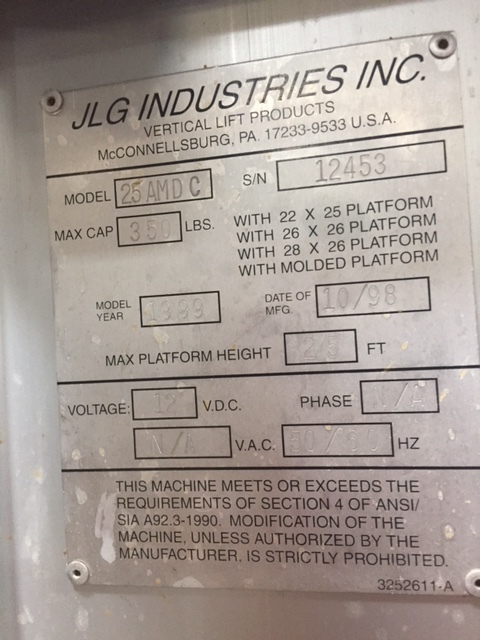 JLG INDUSTRIES INC.
VERTICAL LIFT PRODUCTS
McCONNELLSBURG, PA. 17233-9533 U.S.A.
MODEL 25AMDC S/N 12453
MAX CAP 350 LBS.
WITH 22 X 25 PLATFORM
WITH 26 X 26 PLATFORM
WITH 28 X 26 PLATFORM
WITH MOLDED PLATFORM
MODEL YEAR 1999 DATE OF MFG. 10/98
MAX PLATFORM HEIGHT 25 FT
VOLTAGE: 12 V.D.C. PHASE N/A
N/A V.A.C. 50/60 HZ
THIS MACHINE MEETS OR EXCEEDS THE
REQUIREMENTS OF SECTION 4 OF ANSI/
SIA A92.3-1990. MODIFICATION OF THE
MACHINE, UNLESS AUTHORIZED BY THE
MANUFACTURER, IS STRICTLY PROHIBITED.
3252611-A